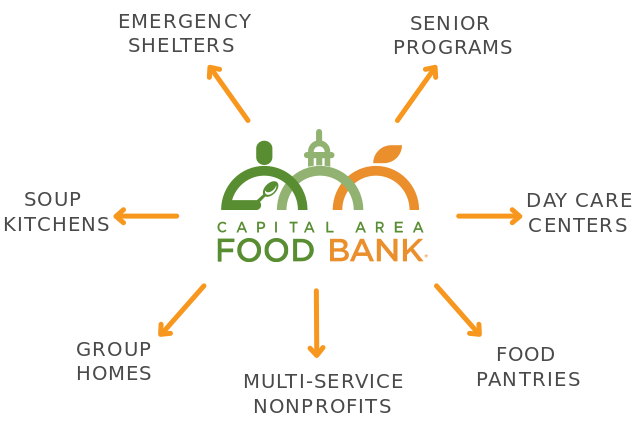 EMERGENCY
SHELTERS
SENIOR
PROGRAMS
SOUP
KITCHENS
CAPITAL AREA
FOOD BANK
DAY CARE
CENTERS
GROUP
HOMES
MULTI-SERVICE
NONPROFITS
FOOD
PANTRIES